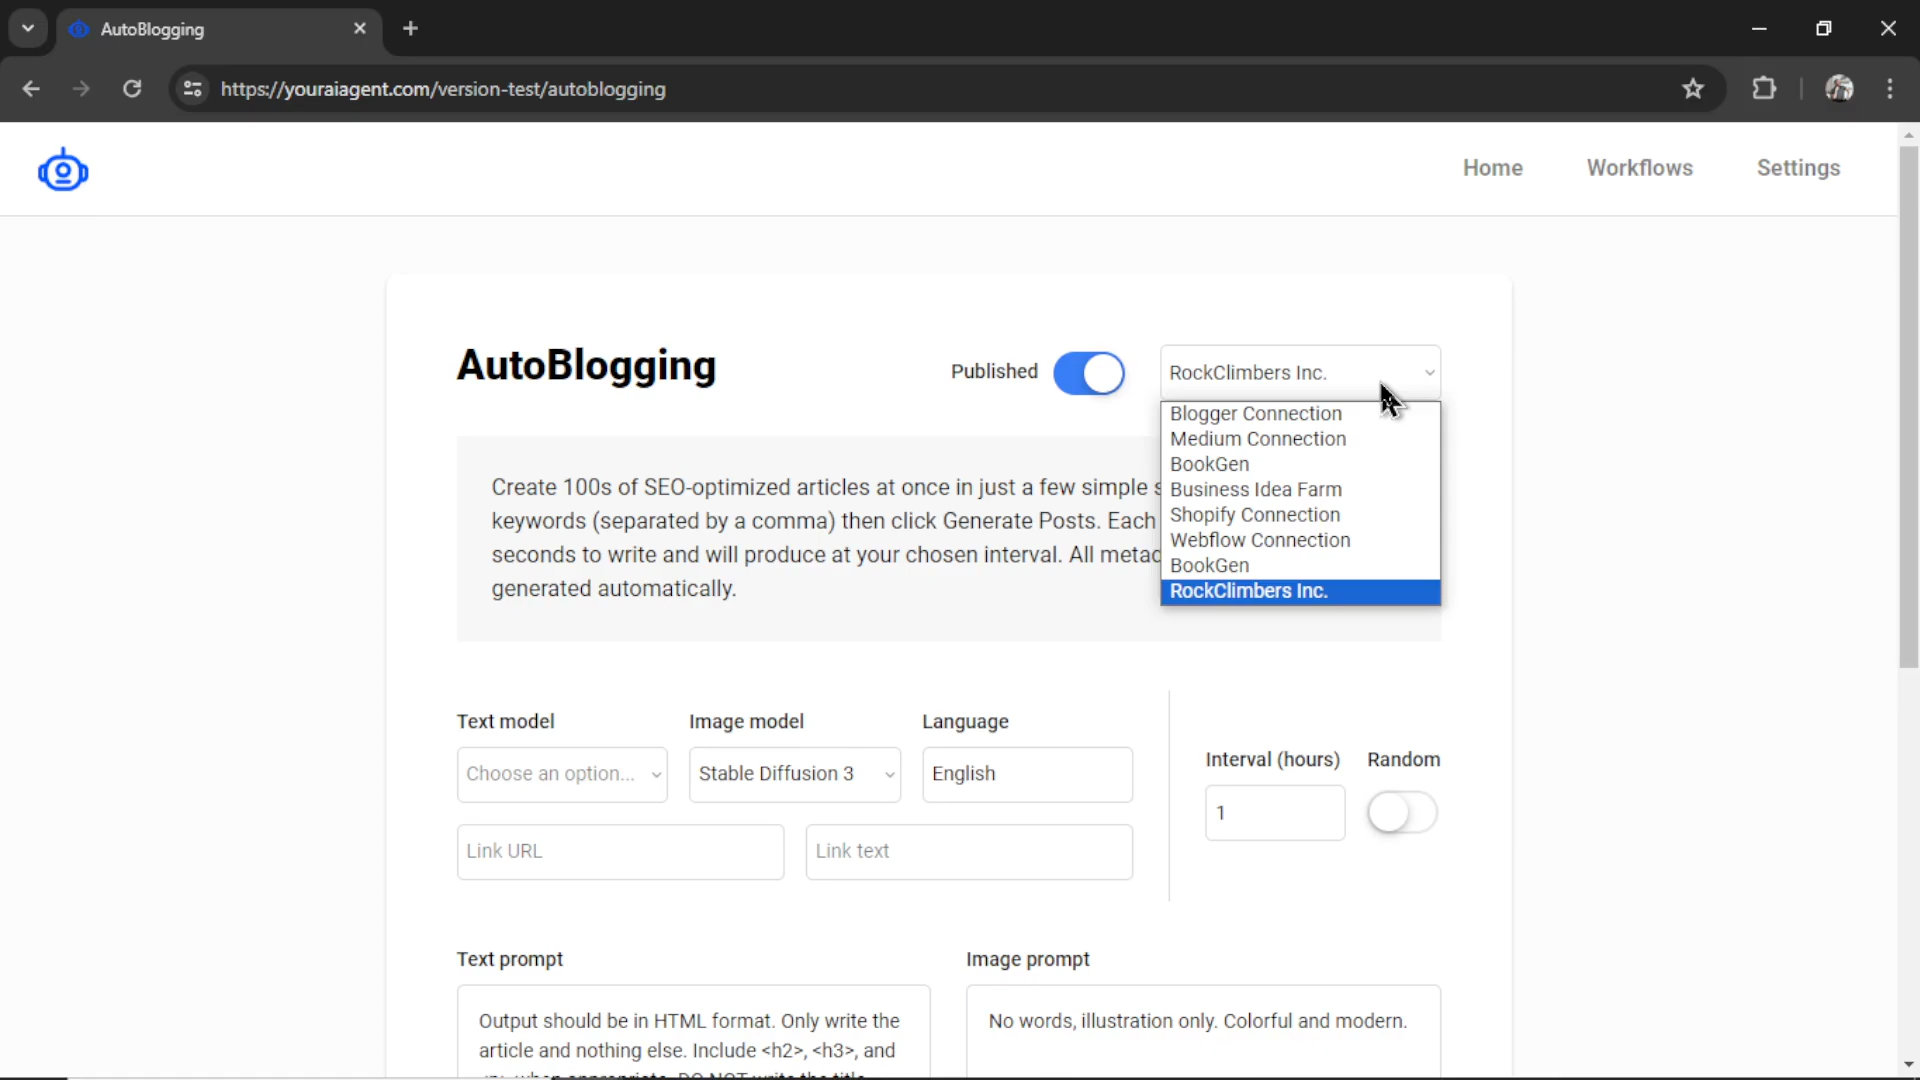 AutoBlogging
https://youraiagent.com/version-test/autoblogging
Home Workflows Settings
AutoBlogging
Published
RockClimbers Inc.
Blogger Connection
Medium Connection
BookGen
Business Idea Farm
Shopify Connection
Webflow Connection
BookGen
RockClimbers Inc.
Create 100s of SEO-optimized articles at once in just a few simple
keywords (separated by a comma) then click Generate Posts. Each
seconds to write and will produce at your chosen interval. All
generated automatically.
Text model Image model Language
Choose an option... Stable Diffusion 3 English
Interval (hours) Random
1
Link URL Link text
Text prompt Image prompt
Output should be in HTML format. Only write the
article and nothing else. Include <h2>, <h3>, and
No words, illustration only. Colorful and modern.